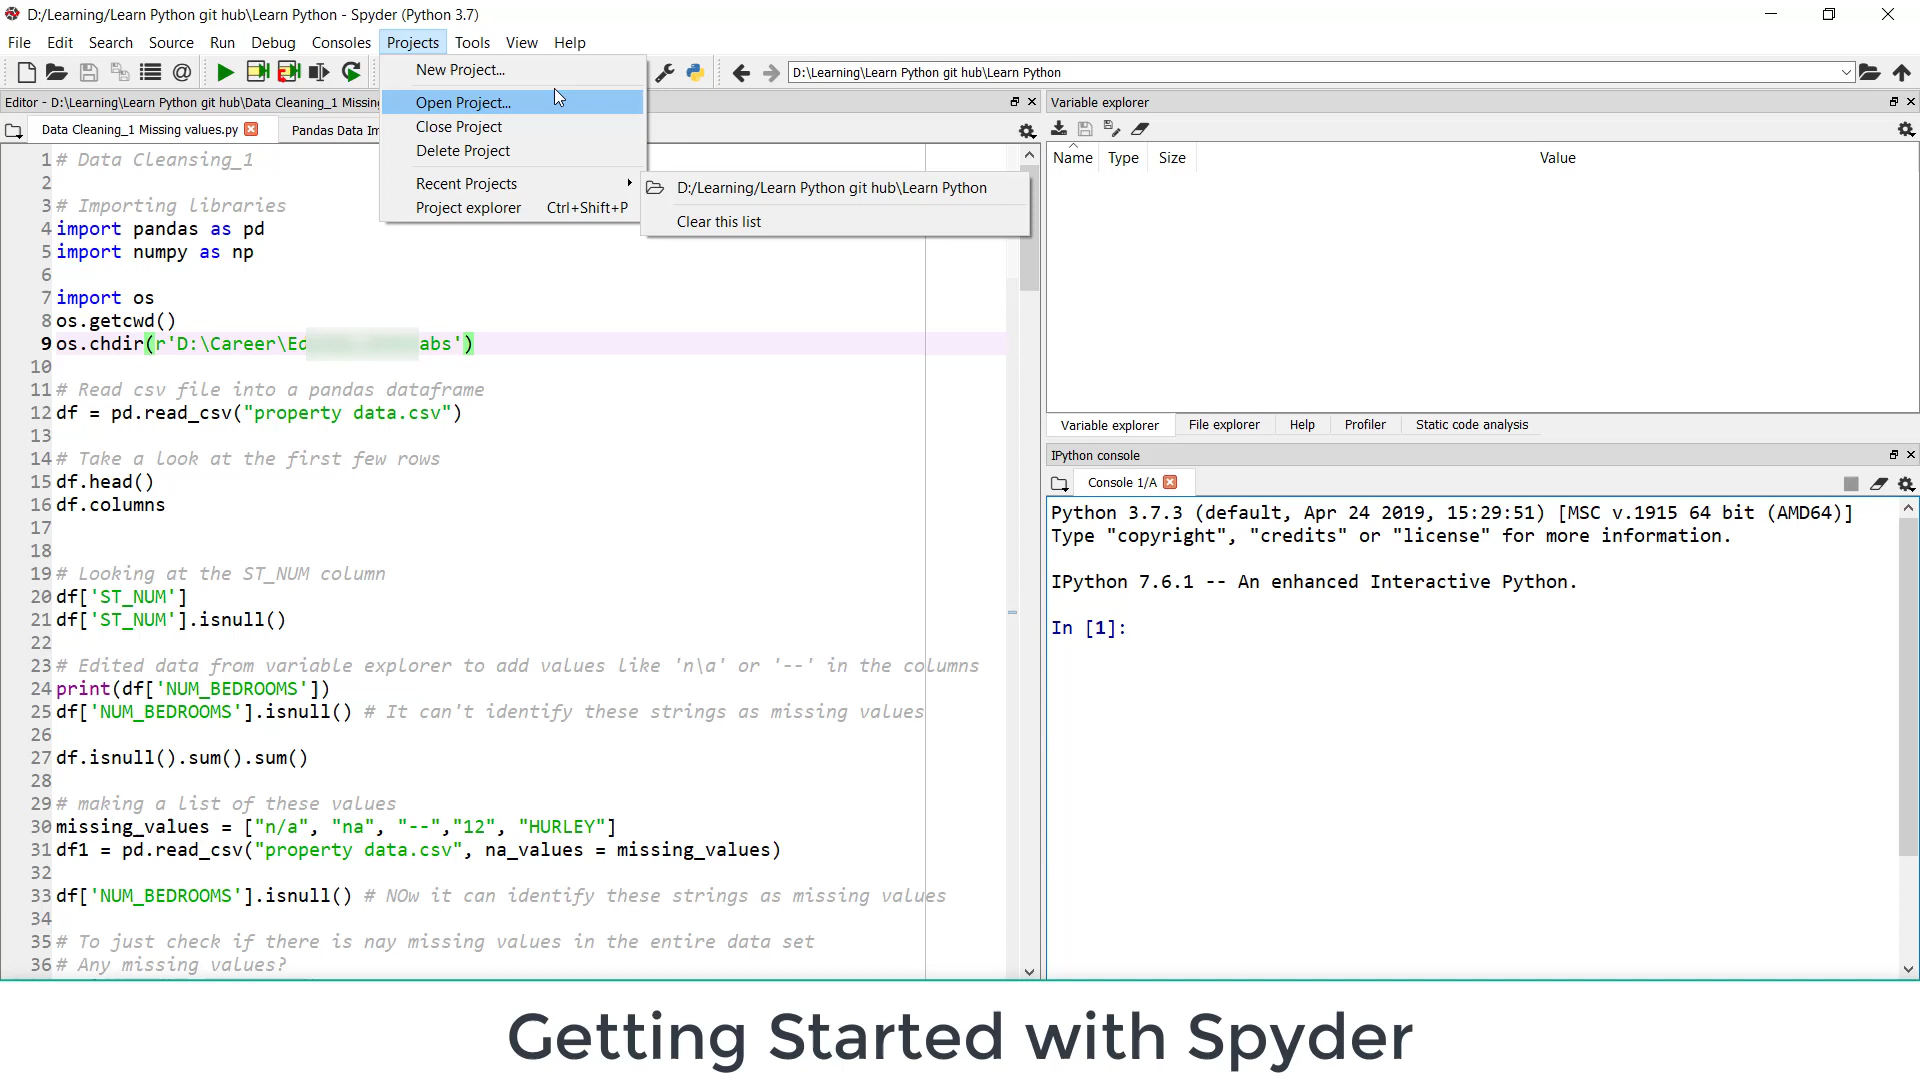 D:/Learning/Learn Python git hub\Learn Python - Spyder (Python 3.7)
File Edit Search Source Run Debug Consoles Projects Tools View Help
D:\Learning\Learn Python git hub\Learn Python
New Project...
Open Project...
Close Project
Delete Project
Recent Projects
Project explorer Ctrl+Shift+P
D:/Learning/Learn Python git hub\Learn Python
Clear this list
Editor - D:\Learning\Learn Python git hub\Data Cleaning_1 Missing
Data Cleaning_1 Missing values.py Pandas Data Im
1 # Data Cleansing_1
2
3 # Importing libraries
4 import pandas as pd
5 import numpy as np
6
7 import os
8 os.getcwd()
9 os.chdir(r'D:\Career\Ed abs')
10
11 # Read csv file into a pandas dataframe
12 df = pd.read_csv("property data.csv")
13
14 # Take a look at the first few rows
15 df.head()
16 df.columns
17
18
19 # Looking at the ST_NUM column
20 df['ST_NUM']
21 df['ST_NUM'].isnull()
22
23 # Edited data from variable explorer to add values like 'n\a' or '--' in the columns
24 print(df['NUM_BEDROOMS'])
25 df['NUM_BEDROOMS'].isnull() # It can't identify these strings as missing values
26
27 df.isnull().sum().sum()
28
29 # making a list of these values
30 missing_values = ["n/a", "na", "--","12", "HURLEY"]
31 df1 = pd.read_csv("property data.csv", na_values = missing_values)
32
33 df['NUM_BEDROOMS'].isnull() # NOw it can identify these strings as missing values
34
35 # To just check if there is nay missing values in the entire data set
36 # Any missing values?
Variable explorer
Name Type Size Value
Variable explorer File explorer Help Profiler Static code analysis
IPython console
Console 1/A
Python 3.7.3 (default, Apr 24 2019, 15:29:51) [MSC v.1915 64 bit (AMD64)]
Type "copyright", "credits" or "license" for more information.
IPython 7.6.1 -- An enhanced Interactive Python.
In [1]:
Getting Started with Spyder